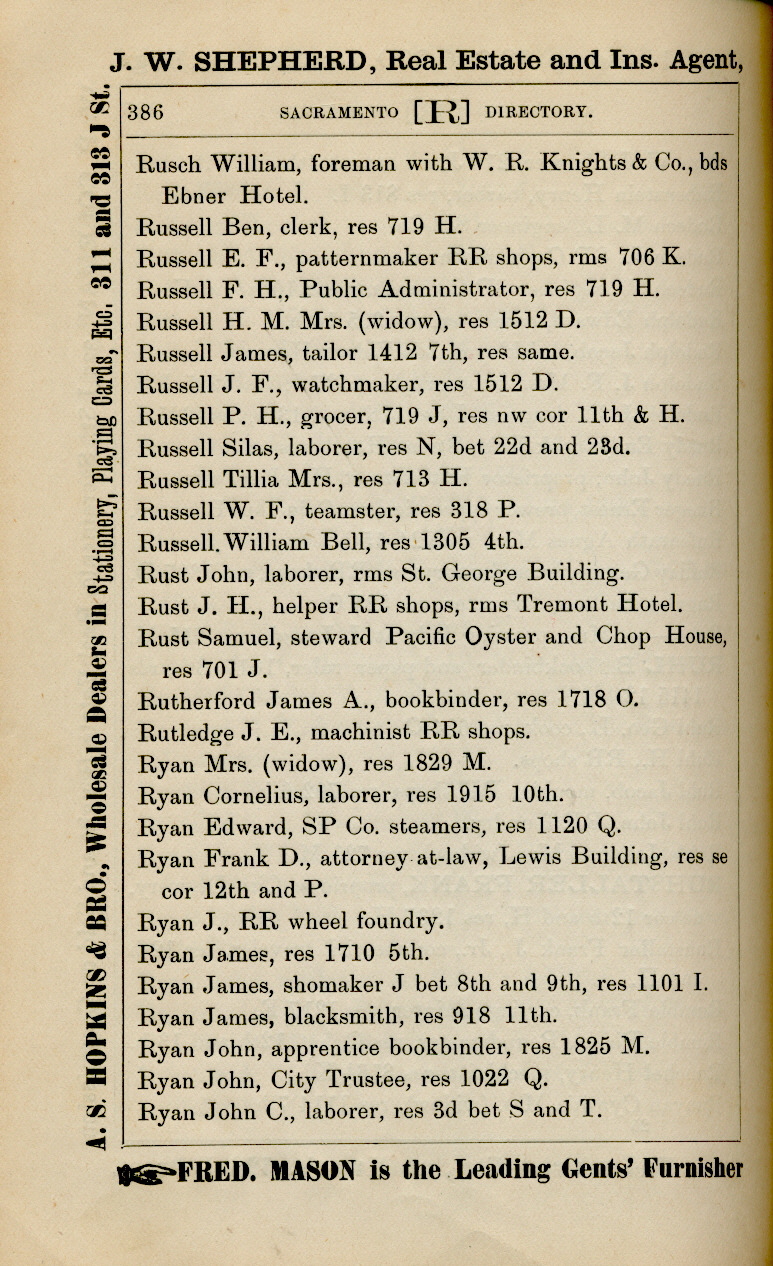 J. W. SHEPHERD, Real Estate and Ins. Agent,
386 SACRAMENTO [R] DIRECTORY.
Rusch William, foreman with W. R. Knights & Co., bds
Ebner Hotel.
Russell Ben, clerk, res 719 H.
Russell E. F., patternmaker RR shops, rms 706 K.
Russell F. H., Public Administrator, res 719 H.
Russell H. M. Mrs. (widow), res 1512 D.
Russell James, tailor 1412 7th, res same.
Russell J. F., watchmaker, res 1512 D.
Russell P. H., grocer, 719 J, res nw cor 11th & H.
Russell Silas, laborer, res N, bet 22d and 23d.
Russell Tillia Mrs., res 713 H.
Russell W. F., teamster, res 318 P.
Russell. William Bell, res 1305 4th.
Rust John, laborer, rms St. George Building.
Rust J. H., helper RR shops, rms Tremont Hotel.
Rust Samuel, steward Pacific Oyster and Chop House,
res 701 J.
Rutherford James A., bookbinder, res 1718 O.
Rutledge J. E., machinist RR shops.
Ryan Mrs. (widow), res 1829 M.
Ryan Cornelius, laborer, res 1915 10th.
Ryan Edward, SP Co. steamers, res 1120 Q.
Ryan Frank D., attorney-at-law, Lewis Building, res se
cor 12th and P.
Ryan J., RR wheel foundry.
Ryan James, res 1710 5th.
Ryan James, shomaker J bet 8th and 9th, res 1101 I.
Ryan James, blacksmith, res 918 11th.
Ryan John, apprentice bookbinder, res 1825 M.
Ryan John, City Trustee, res 1022 Q.
Ryan John C., laborer, res 3d bet S and T.
FRED. MASON is the Leading Gents' Furnisher
A. S. HOPKINS & BRO., Wholesale Dealers in Stationery, Playing Cards, Etc. 311 and 313 J St.